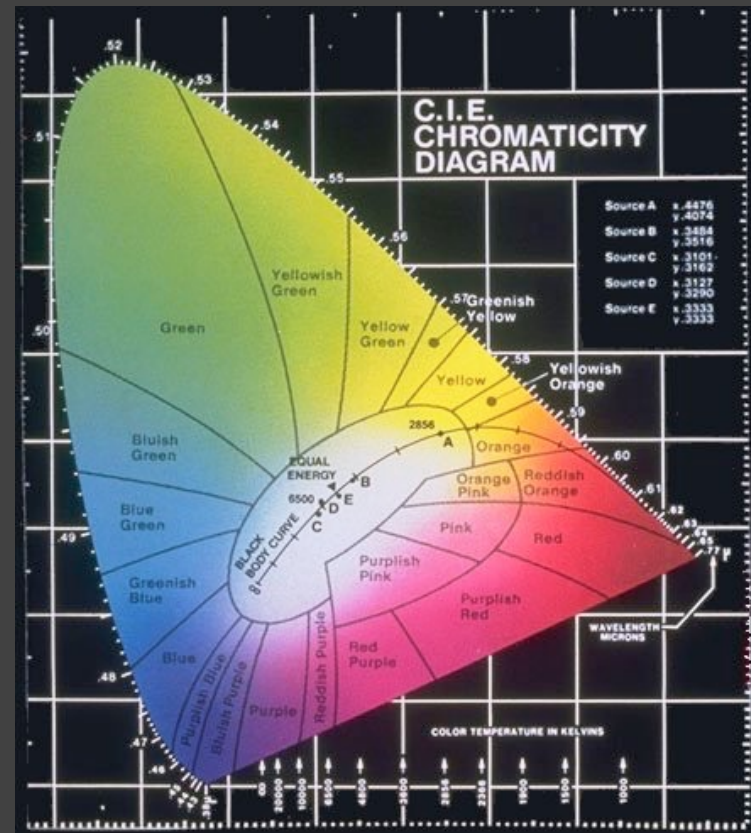 C.I.E.
CHROMATICITY
DIAGRAM
Source A x.4476
y.4074
Source B x.3484
y.3516
Source C x.3101
y.3162
Source D x.3127
y.3290
Source E x.3333
y.3333
.52
.53
.54
.51
.55
.56
.57
Greenish
Yellow
.58
Yellowish
Orange
.59
.60
.61
.62
.63
.65
.77 μ
.50
.49
.48
.47
.46
Yellowish
Green
Green
Yellow
Green
Yellow
2856
A
Orange
Bluish
Green
EQUAL
ENERGY
B
6500
E
D
C
Orange
Pink
Reddish
Orange
Blue
Green
BLACK
BODY CURVE
∞
Pink
Red
Purplish
Pink
Greenish
Blue
Purplish
Red
WAVELENGTH
MICRONS
Blue
Purplish Blue
Bluish Purple
Purple
Reddish Purple
Red
Purple
COLOR TEMPERATURE IN KELVINS
∞
20000
10000
6500
4800
3600
2856
1900
1500
1000